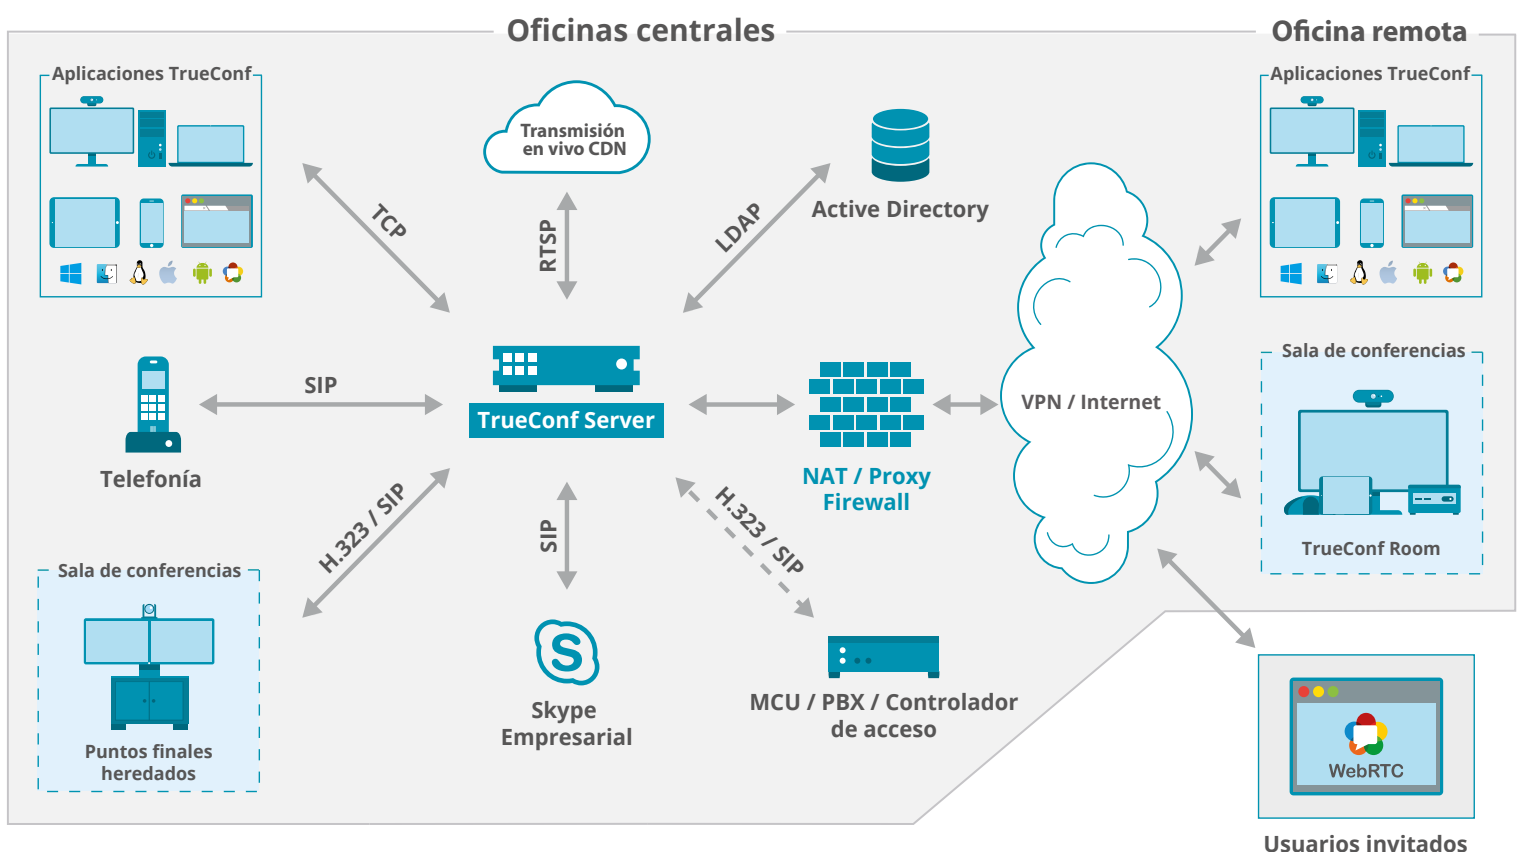 Oficinas centrales
Oficina remota
Aplicaciones TrueConf
Transmisión
en vivo CDN
Active Directory
Aplicaciones TrueConf
TCP
RTSP
LDAP
SIP
TrueConf Server
Telefonía
NAT / Proxy
Firewall
VPN / Internet
Sala de conferencias
TrueConf Room
H.323 / SIP
SIP
H.323 / SIP
Sala de conferencias
Puntos finales
heredados
Skype
Empresarial
MCU / PBX / Controlador
de acceso
WebRTC
Usuarios invitados